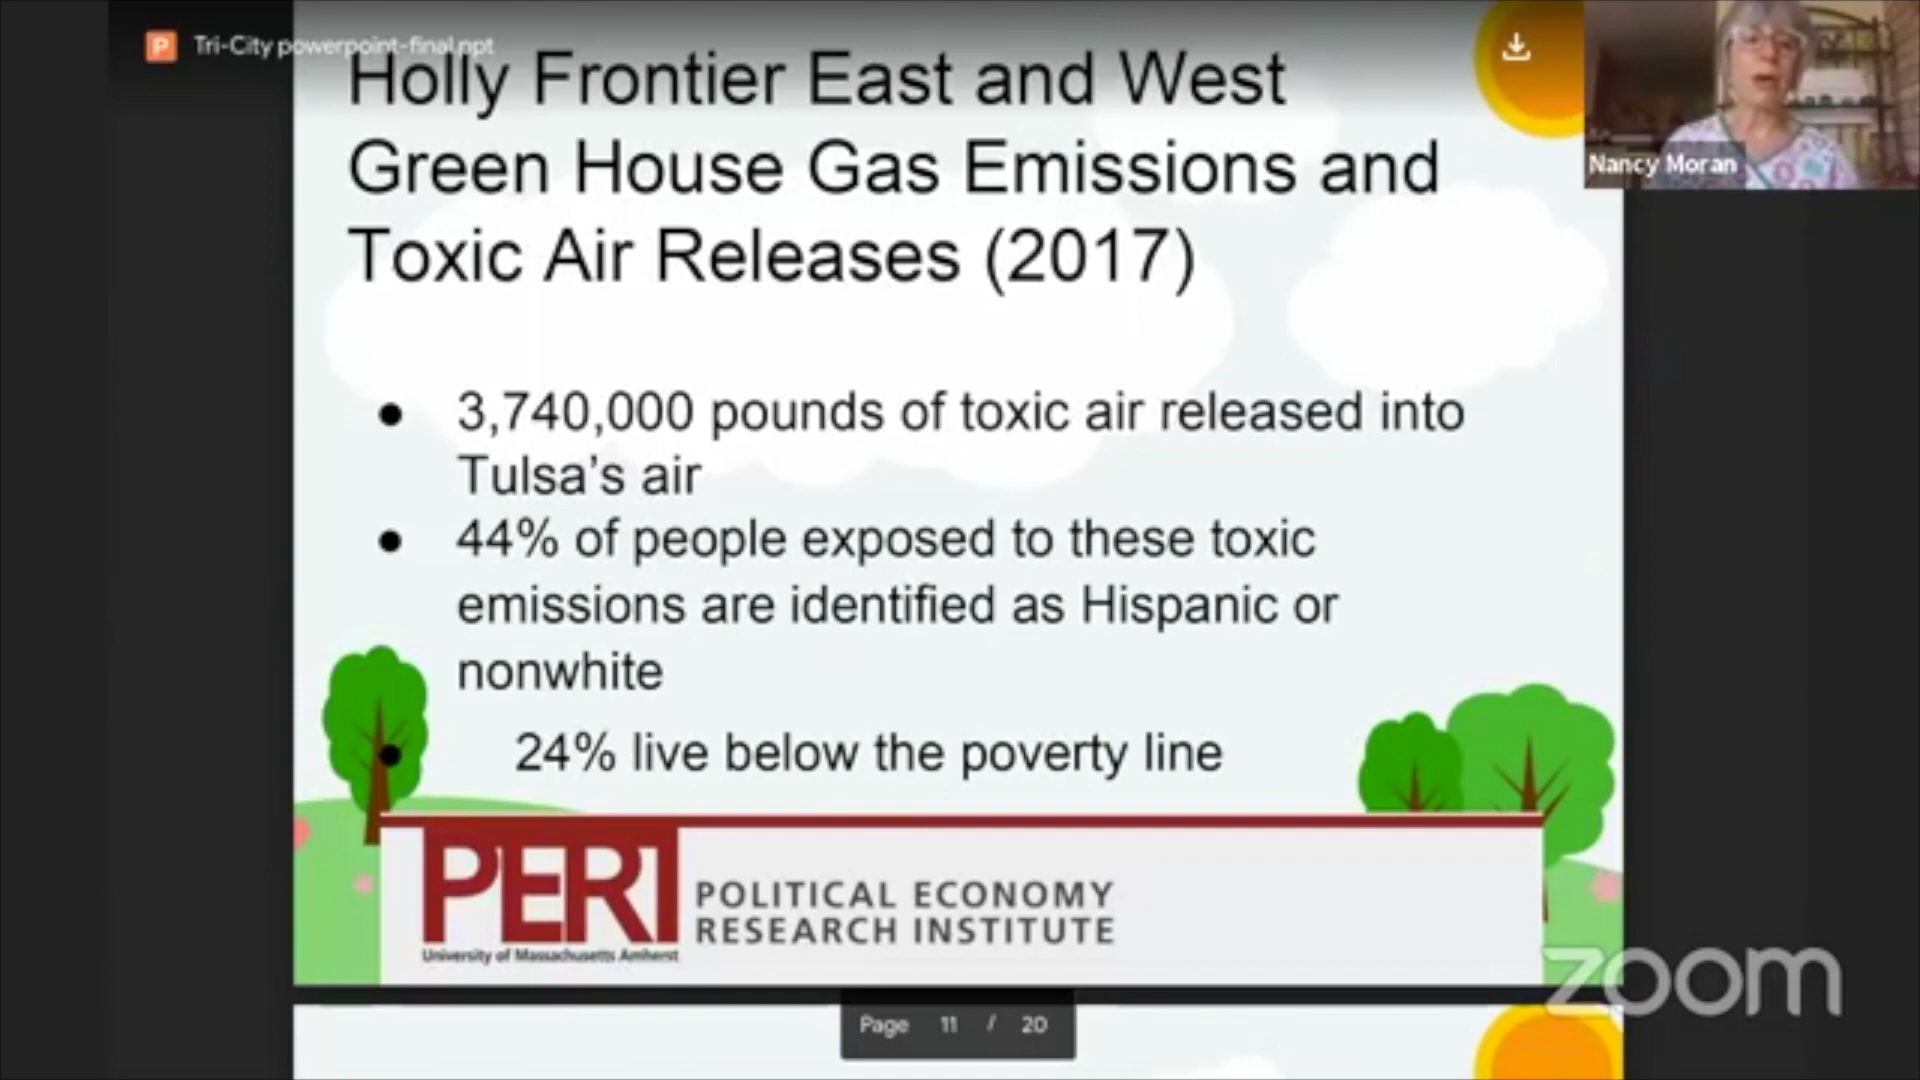 Tri-City powerpoint-final.ppt
Holly Frontier East and West
Green House Gas Emissions and
Toxic Air Releases (2017)
Nancy Moran
● 3,740,000 pounds of toxic air released into
Tulsa’s air
● 44% of people exposed to these toxic
emissions are identified as Hispanic or
nonwhite
● 24% live below the poverty line
PERI
POLITICAL ECONOMY
RESEARCH INSTITUTE
University of Massachusetts Amherst
zoom
Page 11 / 20